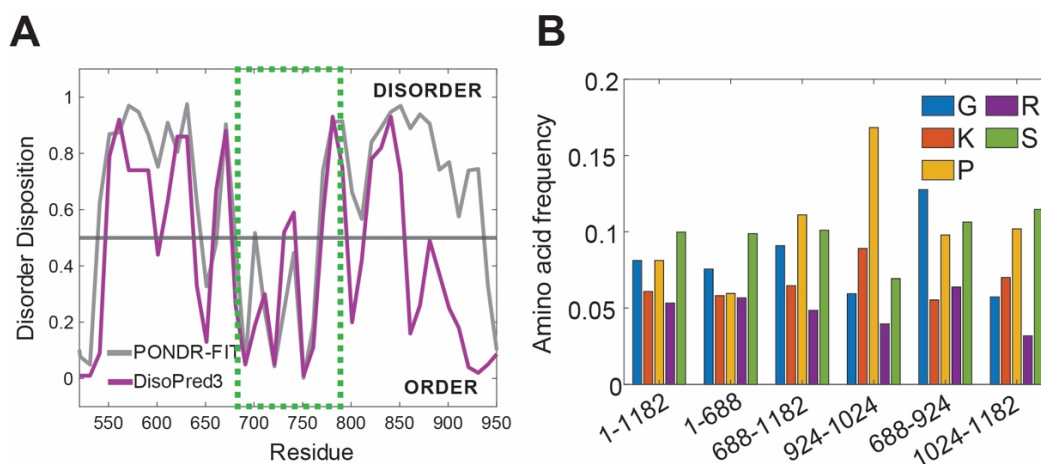 A
Disorder Disposition
1
0.8
0.6
0.4
0.2
0
DISORDER
PONDR-FIT
DisoPred3
ORDER
550 600 650 700 750 800 850 900 950
Residue
B
Amino acid frequency
0.2
0.15
0.1
0.05
0
G R
K S
P
1-1182
1-688
688-1182
924-1024
688-924
1024-1182